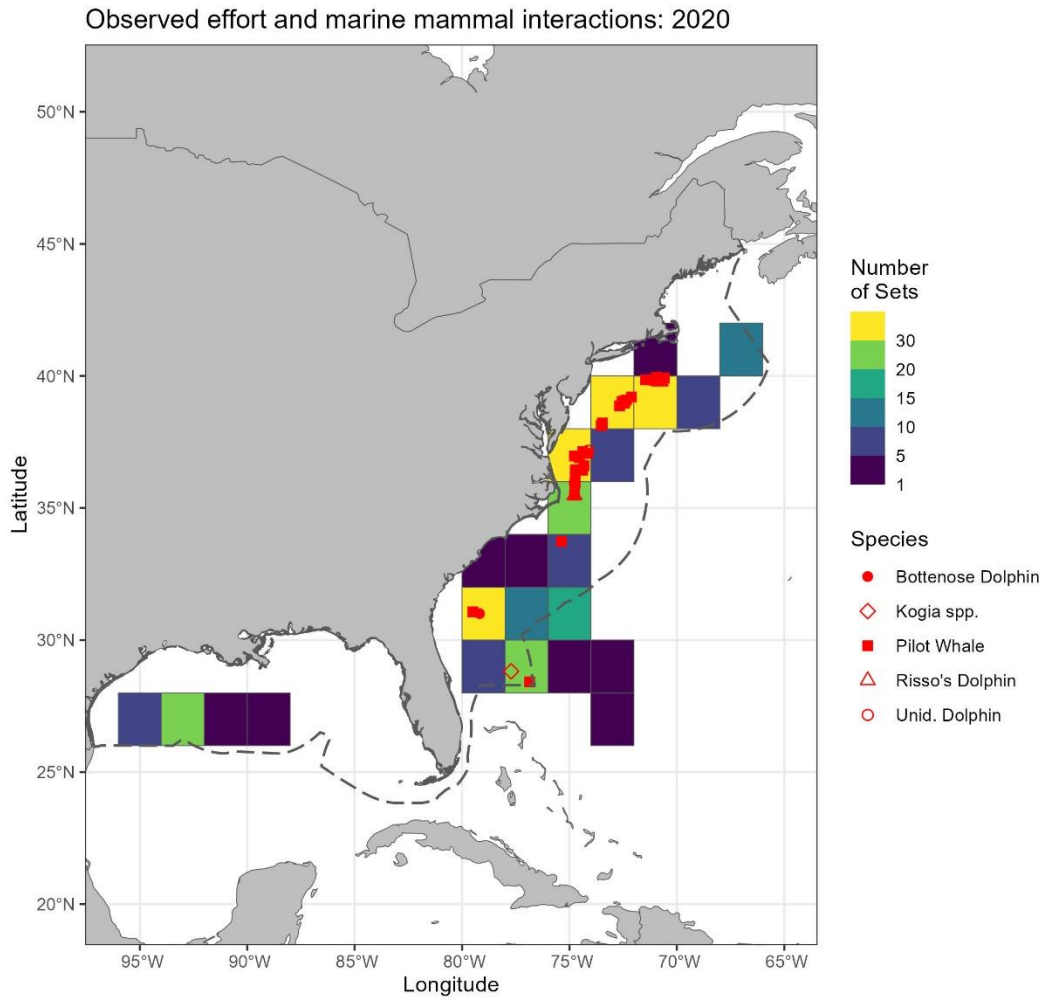 Observed effort and marine mammal interactions: 2020
50°N
45°N
40°N
35°N
30°N
25°N
20°N
Latitude
95°W
90°W
85°W
80°W
75°W
70°W
65°W
Longitude
Number
of Sets
30
20
15
10
5
1
Species
Bottenose Dolphin
Kogia spp.
Pilot Whale
Risso's Dolphin
Unid. Dolphin